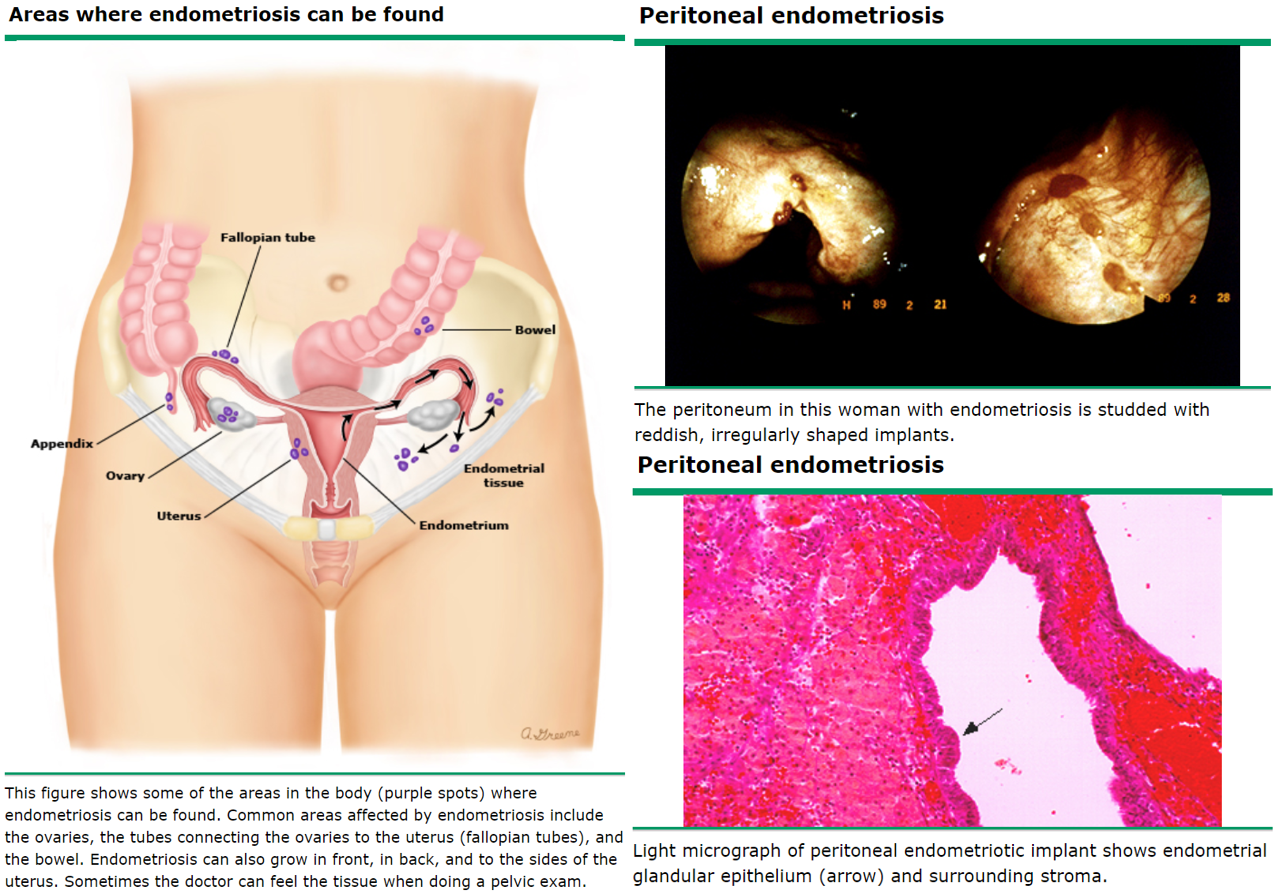 Areas where endometriosis can be found
Fallopian tube
Bowel
Appendix
Ovary
Endometrial
tissue
Uterus
Endometrium
A. Greene
This figure shows some of the areas in the body (purple spots) where
endometriosis can be found. Common areas affected by endometriosis include
the ovaries, the tubes connecting the ovaries to the uterus (fallopian tubes), and
the bowel. Endometriosis can also grow in front, in back, and to the sides of the
uterus. Sometimes the doctor can feel the tissue when doing a pelvic exam.
Peritoneal endometriosis
H 89 2 21
89 2 28
The peritoneum in this woman with endometriosis is studded with
reddish, irregularly shaped implants.
Peritoneal endometriosis
Light micrograph of peritoneal endometriotic implant shows endometrial
glandular epithelium (arrow) and surrounding stroma.